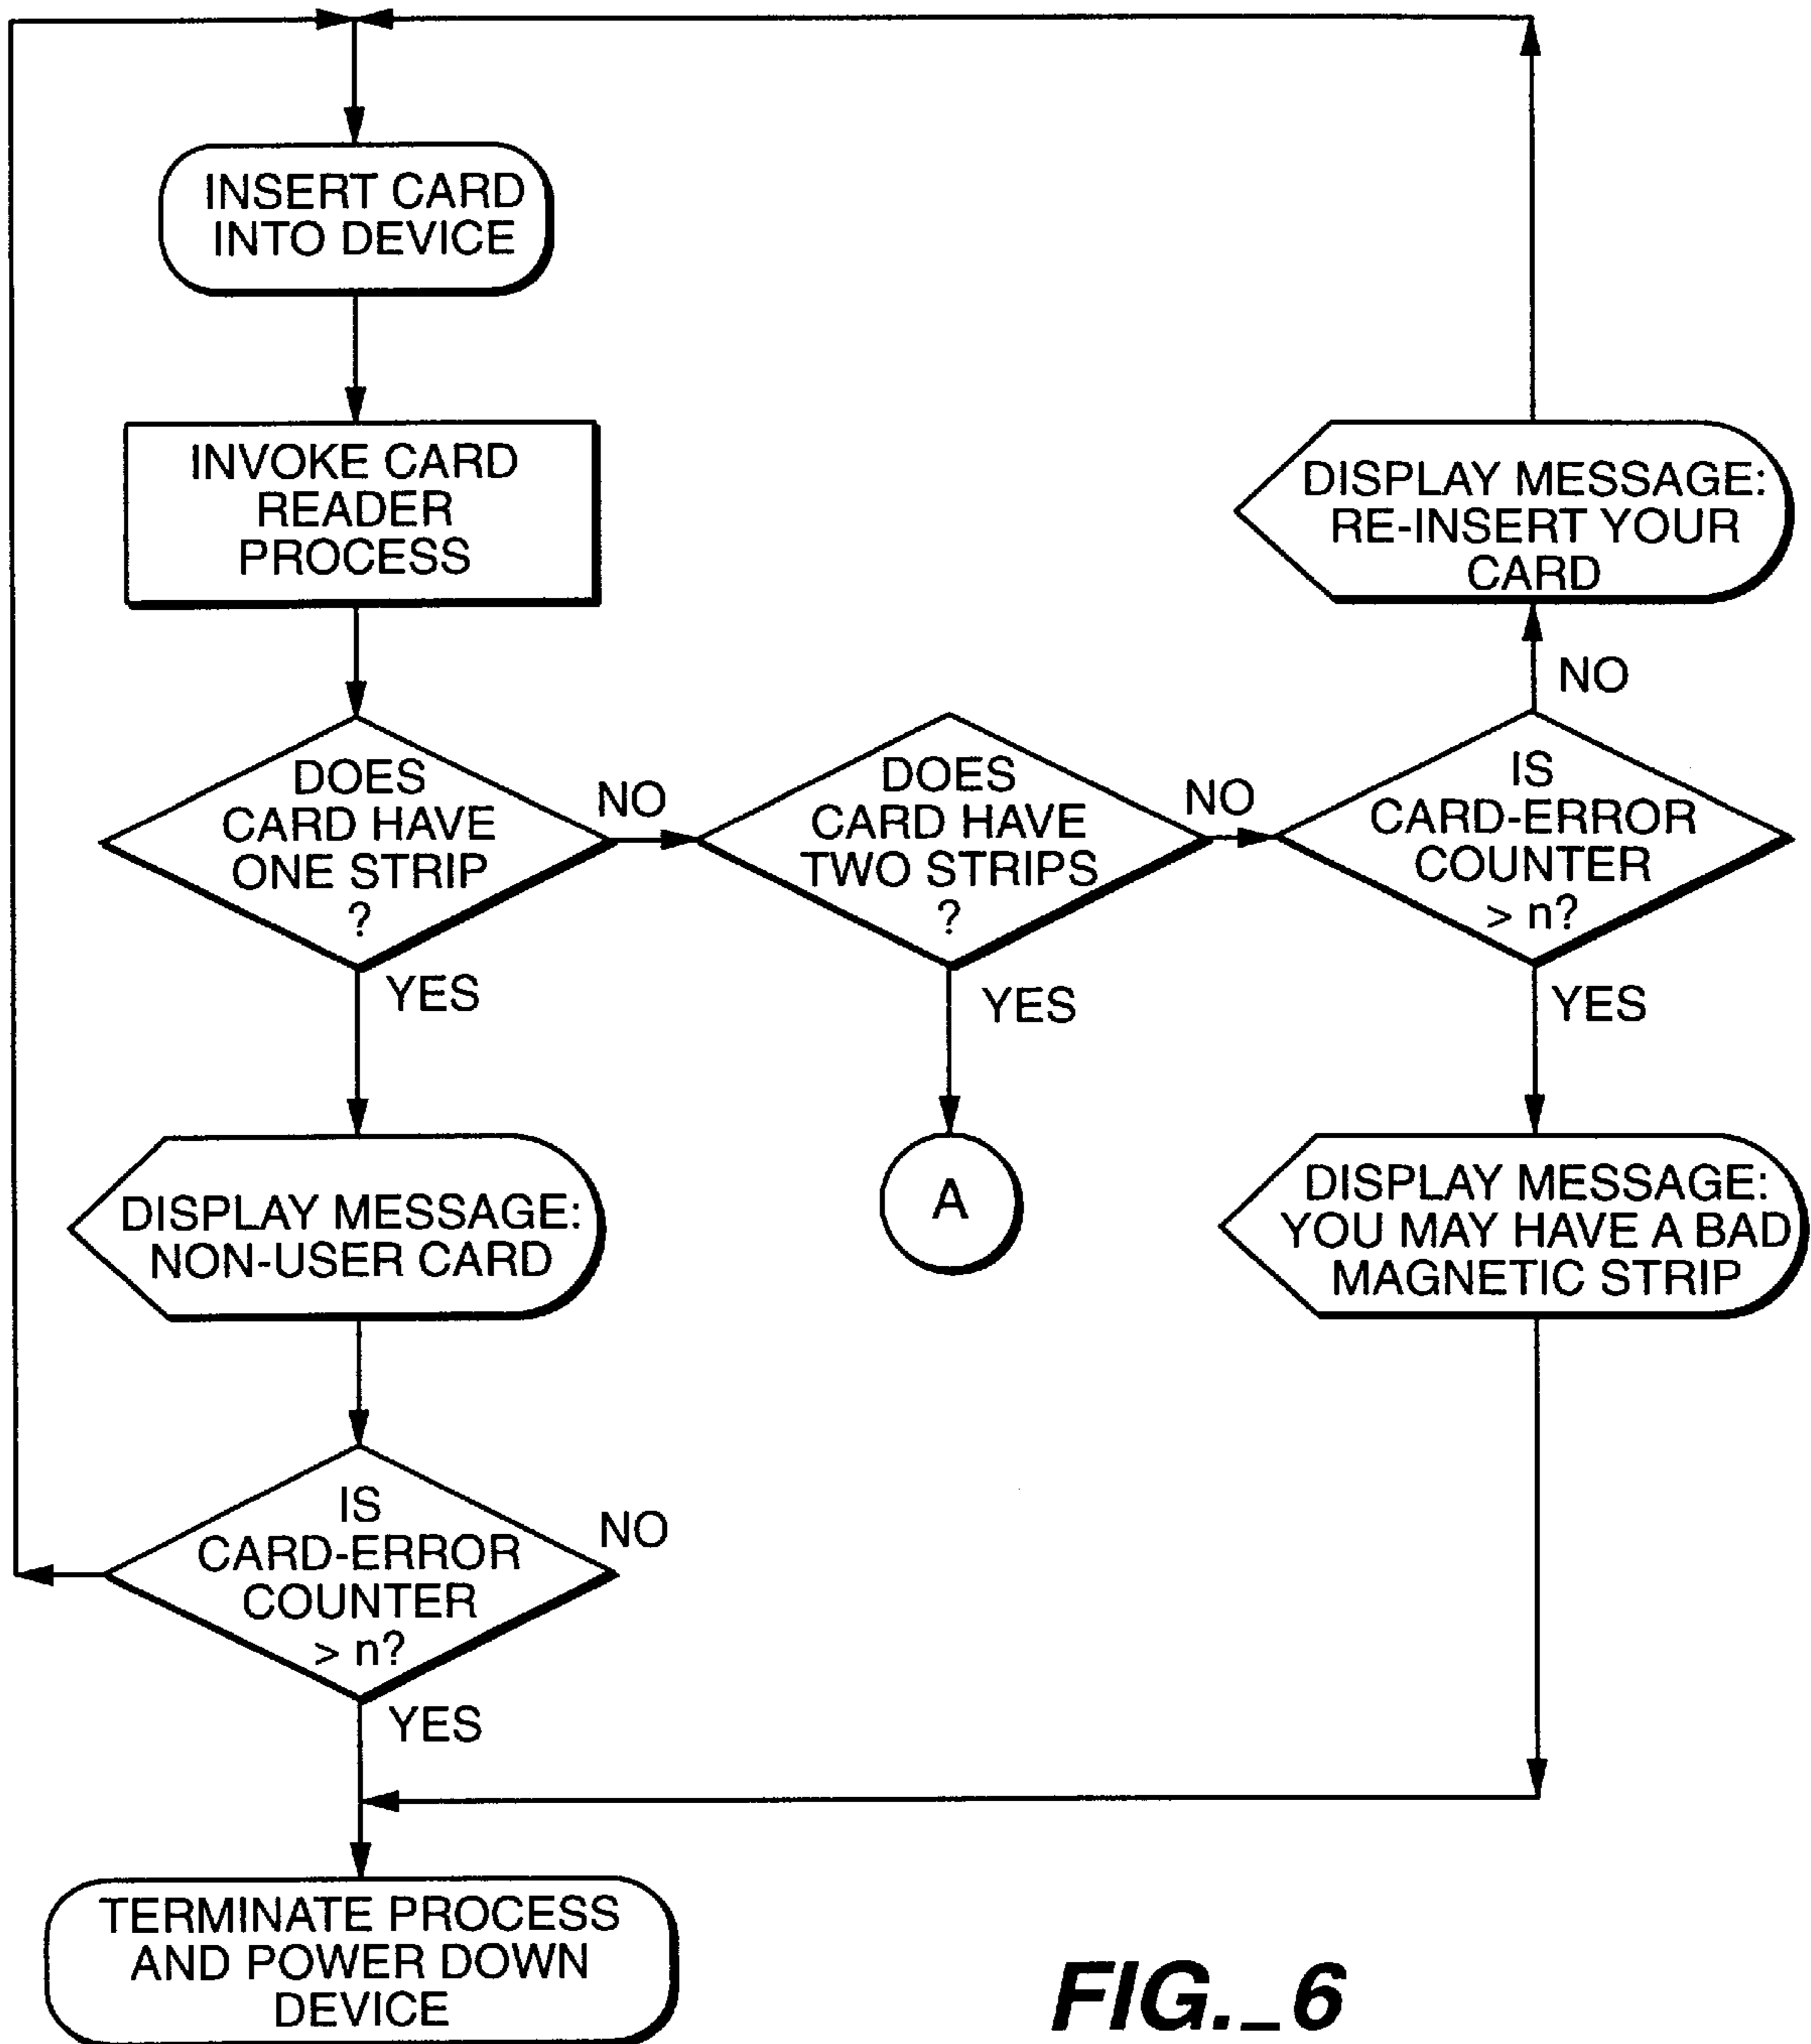 INSERT CARD
INTO DEVICE
INVOKE CARD
READER
PROCESS
DISPLAY MESSAGE:
RE-INSERT YOUR
CARD
NO
DOES
CARD HAVE
ONE STRIP
?
NO
DOES
CARD HAVE
TWO STRIPS
?
NO
IS
CARD-ERROR
COUNTER
> n?
YES
YES
YES
DISPLAY MESSAGE:
NON-USER CARD
A
DISPLAY MESSAGE:
YOU MAY HAVE A BAD
MAGNETIC STRIP
IS
CARD-ERROR
COUNTER
> n?
NO
YES
TERMINATE PROCESS
AND POWER DOWN
DEVICE
FIG._6